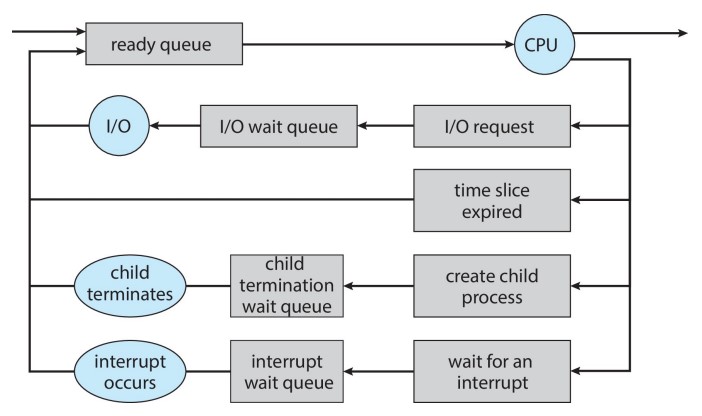 ready queue
CPU
I/O
I/O wait queue
I/O request
time slice
expired
child
terminates
child
termination
wait queue
create child
process
interrupt
occurs
interrupt
wait queue
wait for an
interrupt